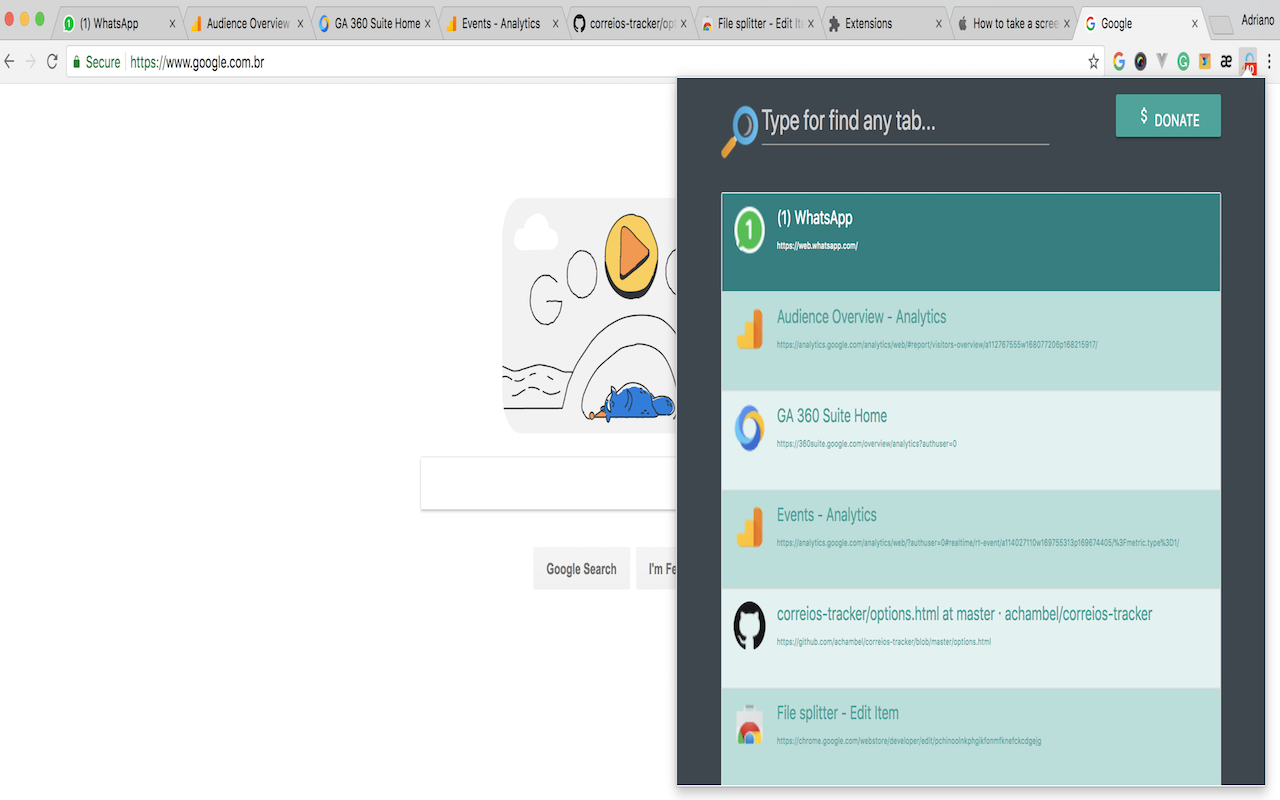 (1) WhatsApp
Audience Overview
GA 360 Suite Home
Events - Analytics
correios-tracker/op
File splitter - Edit It
Extensions
How to take a scree
Google
Adriano
Secure
https://www.google.com.br
Type for find any tab...
$ DONATE
1
(1) WhatsApp
https://web.whatsapp.com/
Audience Overview - Analytics
https://analytics.google.com/analytics/web/#report/visitors-overview/a112767555w168077206p168215917/
GA 360 Suite Home
https://360suite.google.com/overview/analytics?authuser=0
Events - Analytics
https://analytics.google.com/analytics/web/?authuser=0#realtime/rt-event/a114027110w169755313p169674405/%3Fmetric.type%3D1/
correios-tracker/options.html at master · achambel/correios-tracker
https://github.com/achambel/correios-tracker/blob/master/options.html
File splitter - Edit Item
https://chrome.google.com/webstore/developer/edit/pchinoolnkphgikfonmfknefckcdgejg
GO
Google Search
I'm Fe